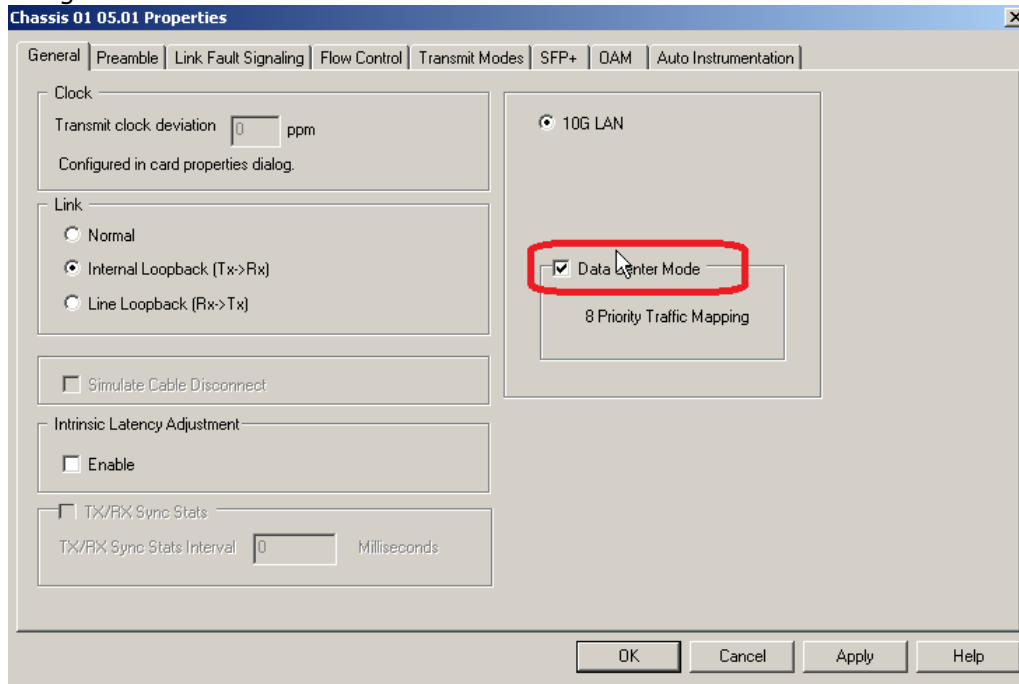 Chassis 01 05.01 Properties
General Preamble Link Fault Signaling Flow Control Transmit Modes SFP+ OAM Auto Instrumentation
Clock
Transmit clock deviation 0 ppm
Configured in card properties dialog.
Link
Normal
Internal Loopback (Tx->Rx)
Line Loopback (Rx->Tx)
Simulate Cable Disconnect
Intrinsic Latency Adjustment
Enable
TX/RX Sync Stats
TX/RX Sync Stats Interval 0 Milliseconds
10G LAN
Data Center Mode
8 Priority Traffic Mapping
OK Cancel Apply Help